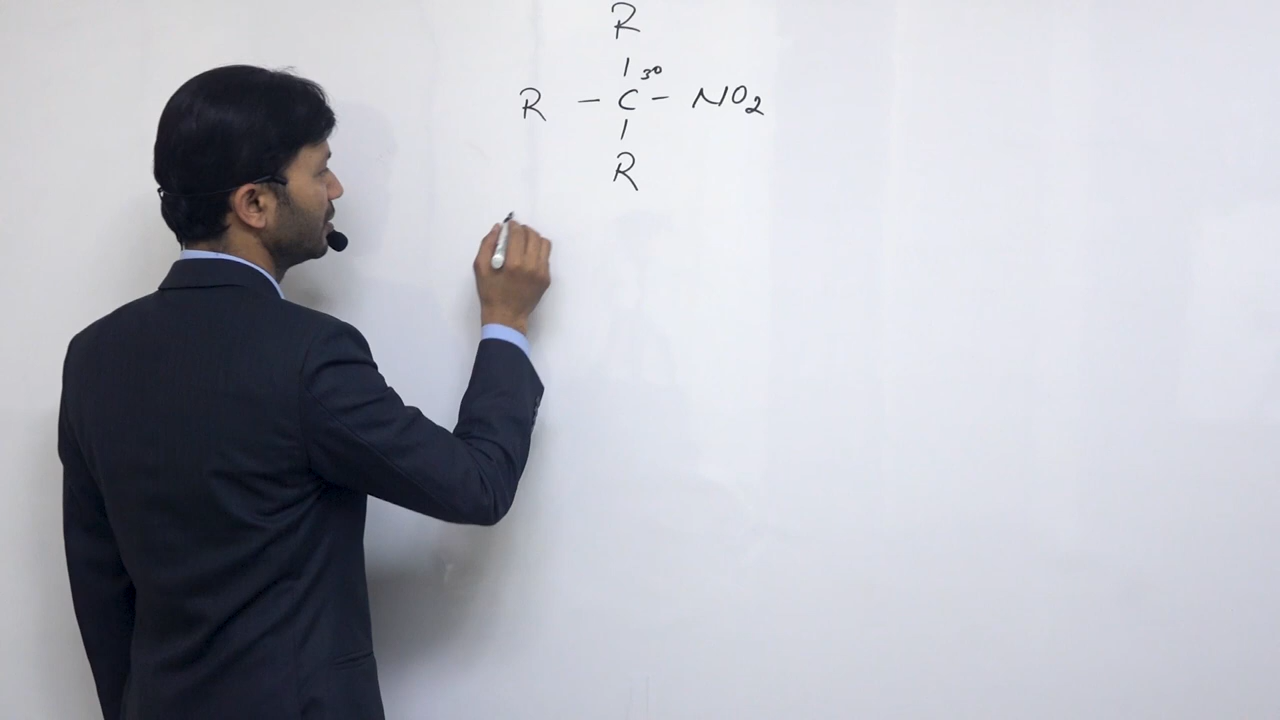 R
|
3°
R – C – NO₂
|
R